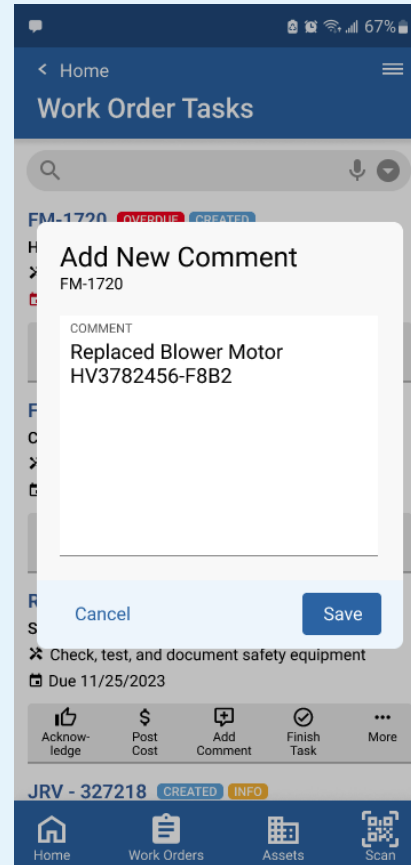 67%
< Home
Work Order Tasks
FM-1720 OVERDUE CREATED
H
Add New Comment
FM-1720
COMMENT
Replaced Blower Motor
HV3782456-F8B2
F
C
R
S
Cancel
Save
Check, test, and document safety equipment
Due 11/25/2023
Acknow-
ledge
Post
Cost
Add
Comment
Finish
Task
More
JRV - 327218 CREATED INFO
Home
Work Orders
Assets
Scan